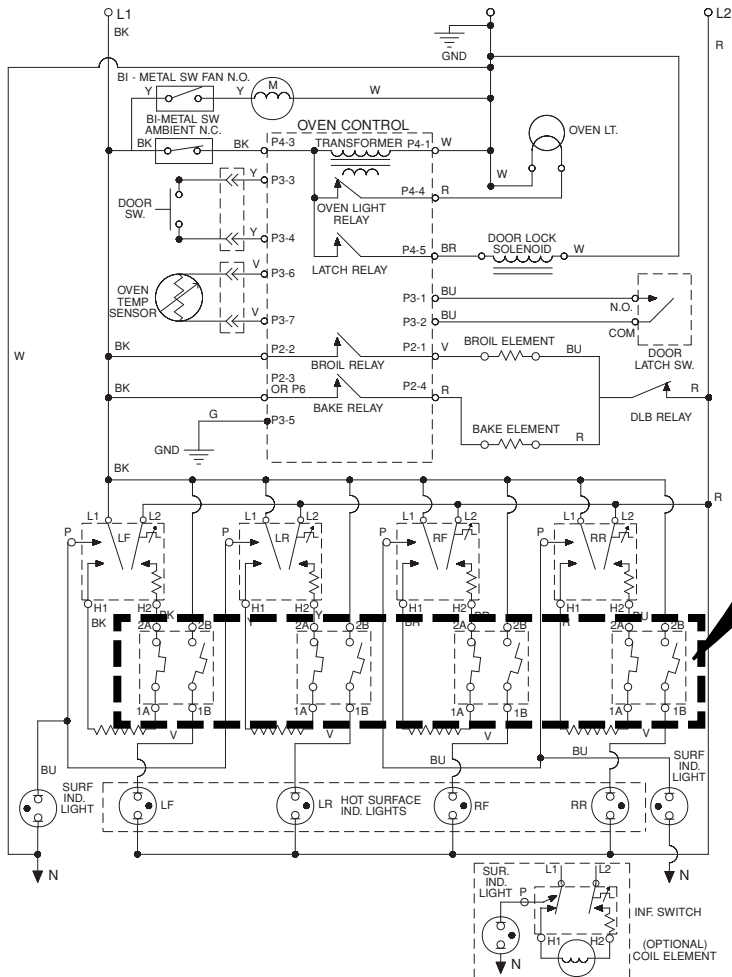 L1
L2
BK
R
GND
BI - METAL SW FAN N.O.
Y
Y
M
W
BI-METAL SW
AMBIENT N.C.
OVEN CONTROL
OVEN LT.
BK
BK
P4-3
TRANSFORMER
P4-1
W
W
Y
P3-3
P4-4
R
DOOR
SW.
OVEN LIGHT
RELAY
Y
P3-4
P4-5
BR
DOOR LOCK
SOLENOID
W
LATCH RELAY
V
P3-6
OVEN
TEMP
SENSOR
P3-1
BU
N.O.
V
P3-7
P3-2
BU
COM
W
BK
P2-2
BROIL RELAY
P2-1
V
BROIL ELEMENT
BU
DOOR
LATCH SW.
BK
P2-3
OR P6
BAKE RELAY
P2-4
R
R
DLB RELAY
G
P3-5
BAKE ELEMENT
R
GND
BK
R
L1
L2
L1
L2
L1
L2
L1
L2
P
LF
P
LR
P
RF
P
RR
H1
H2
H1
H2
H1
H2
H1
H2
BK
BK
Y
Y
BR
BR
R
BU
2A
2B
2A
2B
2A
2B
2A
2B
1A
1B
1A
1B
1A
1B
1A
1B
V
V
V
V
BU
BU
BU
SURF
IND.
LIGHT
LF
LR
HOT SURFACE
IND. LIGHTS
RF
RR
SURF
IND.
LIGHT
N
N
SUR.
IND.
LIGHT
P
L1
L2
INF. SWITCH
H1
H2
(OPTIONAL)
COIL ELEMENT
N